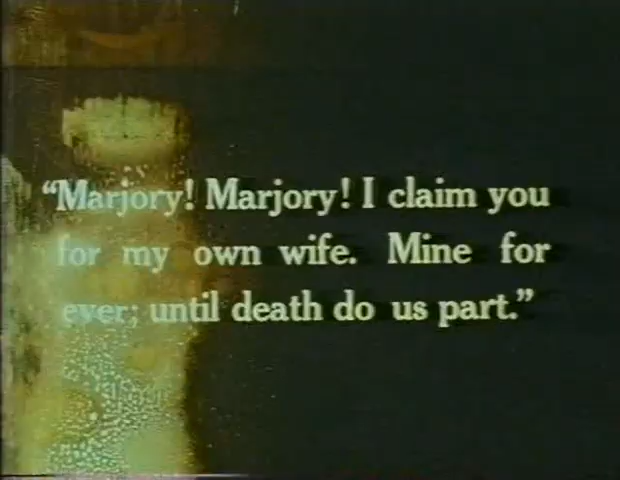 “Marjory! Marjory! I claim you
for my own wife. Mine for
ever; until death do us part.”